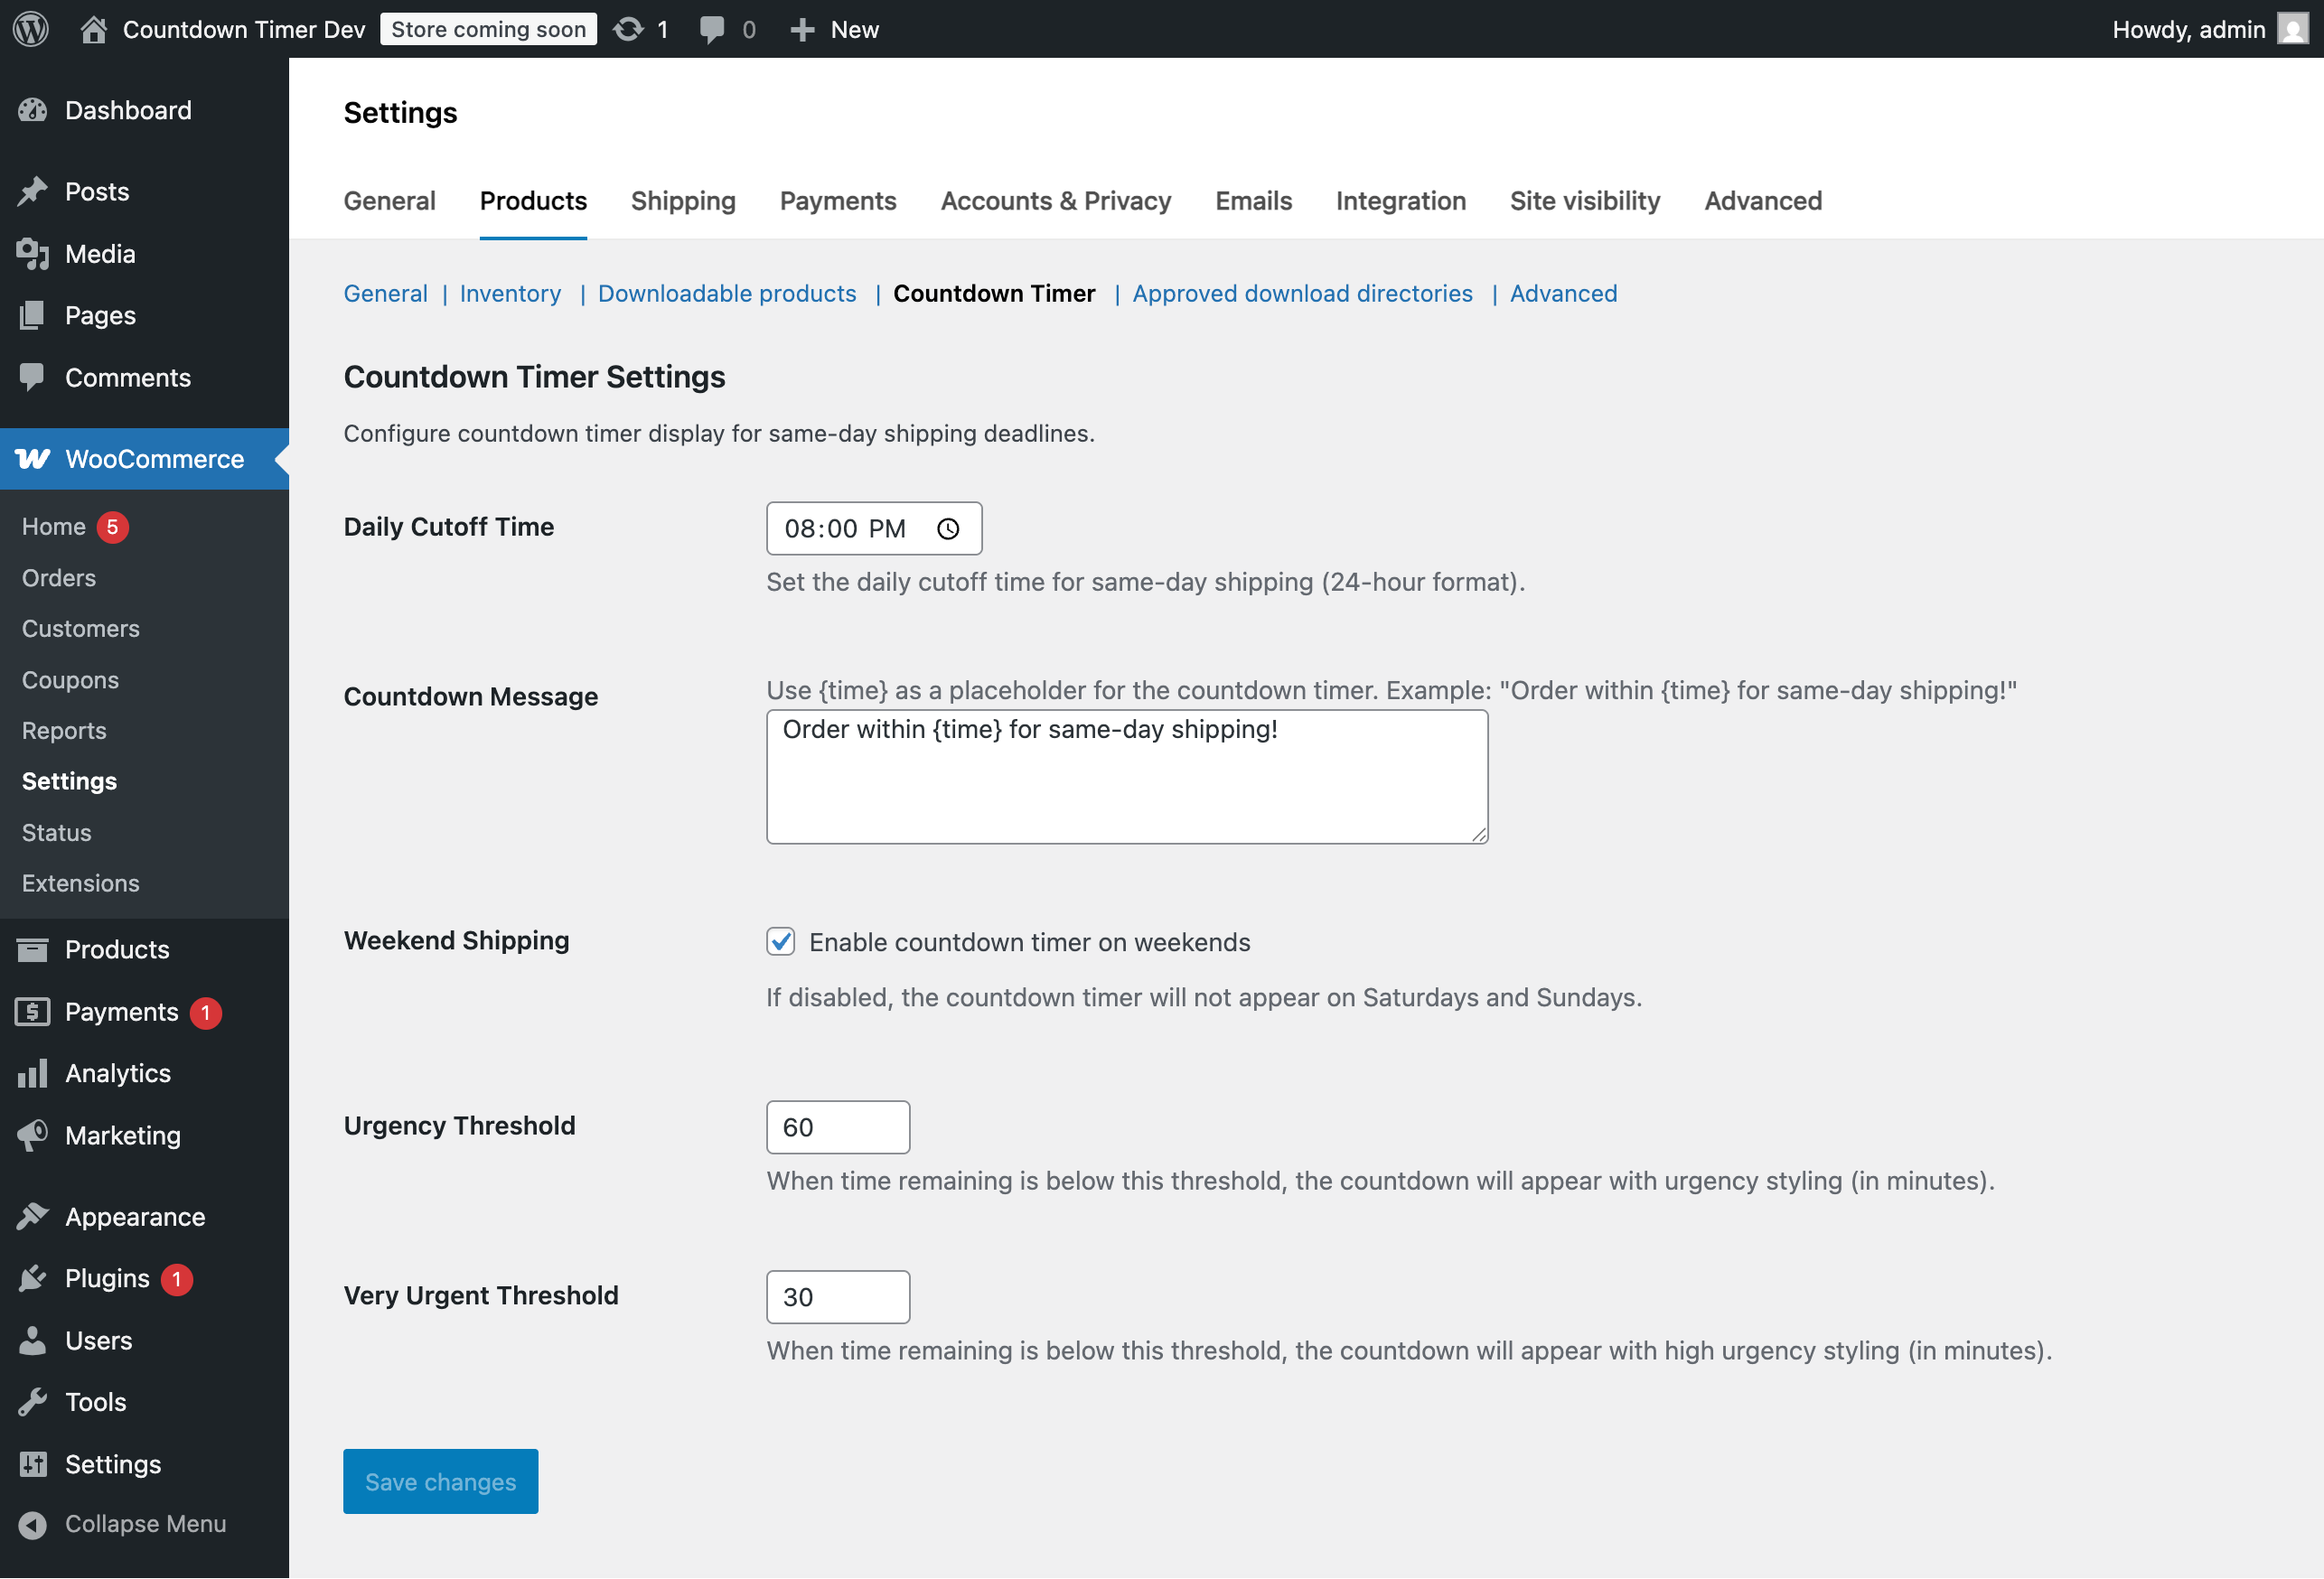 Countdown Timer Dev Store coming soon 1 0 New Howdy, admin
Dashboard
Posts
Media
Pages
Comments
WooCommerce
Home 5
Orders
Customers
Coupons
Reports
Settings
Status
Extensions
Products
Payments 1
Analytics
Marketing
Appearance
Plugins 1
Users
Tools
Settings
Collapse Menu
Settings
General Products Shipping Payments Accounts & Privacy Emails Integration Site visibility Advanced
General | Inventory | Downloadable products | Countdown Timer | Approved download directories | Advanced
Countdown Timer Settings
Configure countdown timer display for same-day shipping deadlines.
Daily Cutoff Time 08:00 PM
Set the daily cutoff time for same-day shipping (24-hour format).
Countdown Message
Use {time} as a placeholder for the countdown timer. Example: "Order within {time} for same-day shipping!"
Order within {time} for same-day shipping!
Weekend Shipping Enable countdown timer on weekends
If disabled, the countdown timer will not appear on Saturdays and Sundays.
Urgency Threshold 60
When time remaining is below this threshold, the countdown will appear with urgency styling (in minutes).
Very Urgent Threshold 30
When time remaining is below this threshold, the countdown will appear with high urgency styling (in minutes).
Save changes